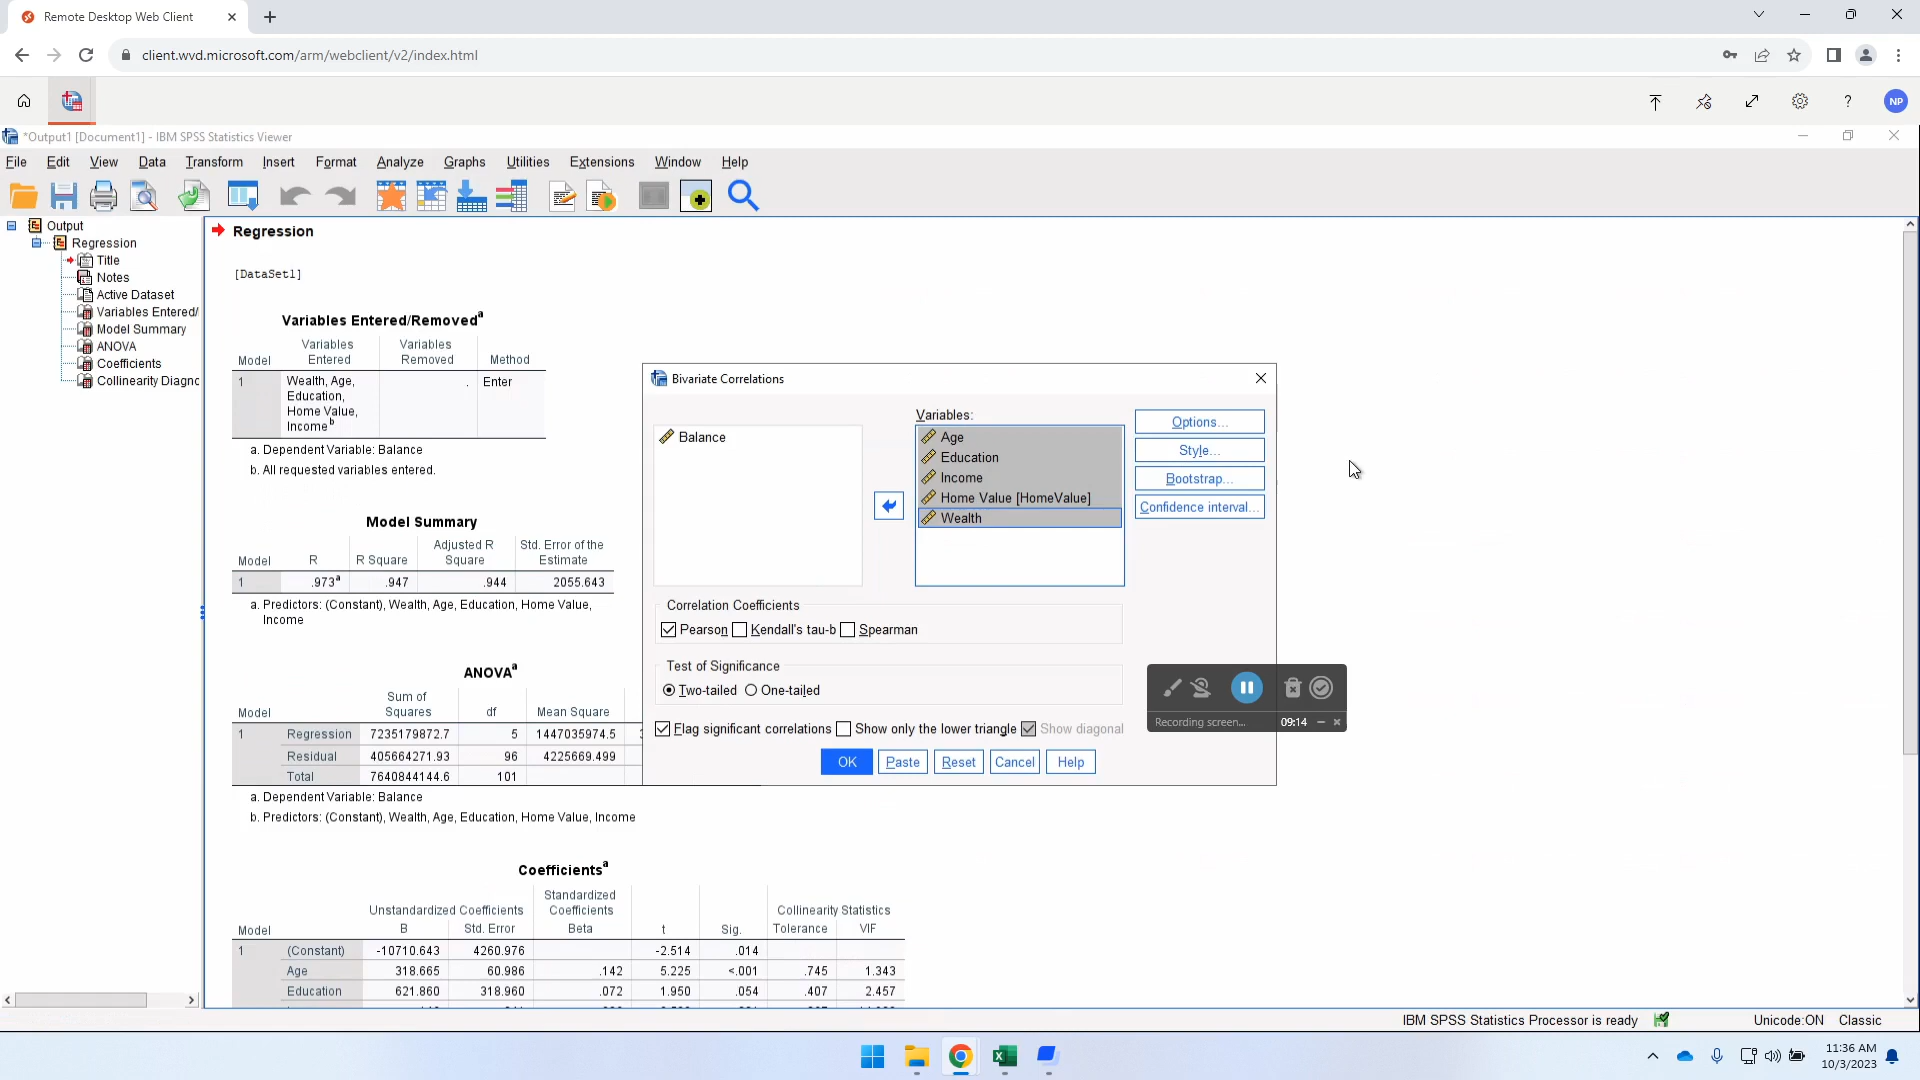 Remote Desktop Web Client
client.wvd.microsoft.com/arm/webclient/v2/index.html
NP
*Output1 [Document1] - IBM SPSS Statistics Viewer
File Edit View Data Transform Insert Format Analyze Graphs Utilities Extensions Window Help
Output
Regression
Title
Notes
Active Dataset
Variables Entered/
Model Summary
ANOVA
Coefficients
Collinearity Diagno
Regression
[DataSet1]
Variables Entered/Removedᵃ
Model Variables Entered Variables Removed Method
1 Wealth, Age, . Enter
Education,
Home Value,
Incomeᵇ
a. Dependent Variable: Balance
b. All requested variables entered.
Model Summary
Model R R Square Adjusted R Square Std. Error of the Estimate
1 .973ᵃ .947 .944 2055.643
a. Predictors: (Constant), Wealth, Age, Education, Home Value,
Income
ANOVAᵃ
Model Sum of Squares df Mean Square
1 Regression 7235179872.7 5 1447035974.5
Residual 405664271.93 96 4225669.499
Total 7640844144.6 101
a. Dependent Variable: Balance
b. Predictors: (Constant), Wealth, Age, Education, Home Value, Income
Coefficientsᵃ
Unstandardized Coefficients Standardized Coefficients Collinearity Statistics
Model B Std. Error Beta t Sig. Tolerance VIF
1 (Constant) -10710.643 4260.976 -2.514 .014
Age 318.665 60.986 .142 5.225 <.001 .745 1.343
Education 621.860 318.960 .072 1.950 .054 .407 2.457
Bivariate Correlations
Balance
Variables:
Age
Education
Income
Home Value [HomeValue]
Wealth
Options...
Style...
Bootstrap...
Confidence interval...
Correlation Coefficients
Pearson Kendall's tau-b Spearman
Test of Significance
Two-tailed One-tailed
Flag significant correlations Show only the lower triangle Show diagonal
OK Paste Reset Cancel Help
Recording screen... 09:14
IBM SPSS Statistics Processor is ready Unicode:ON Classic
11:36 AM
10/3/2023